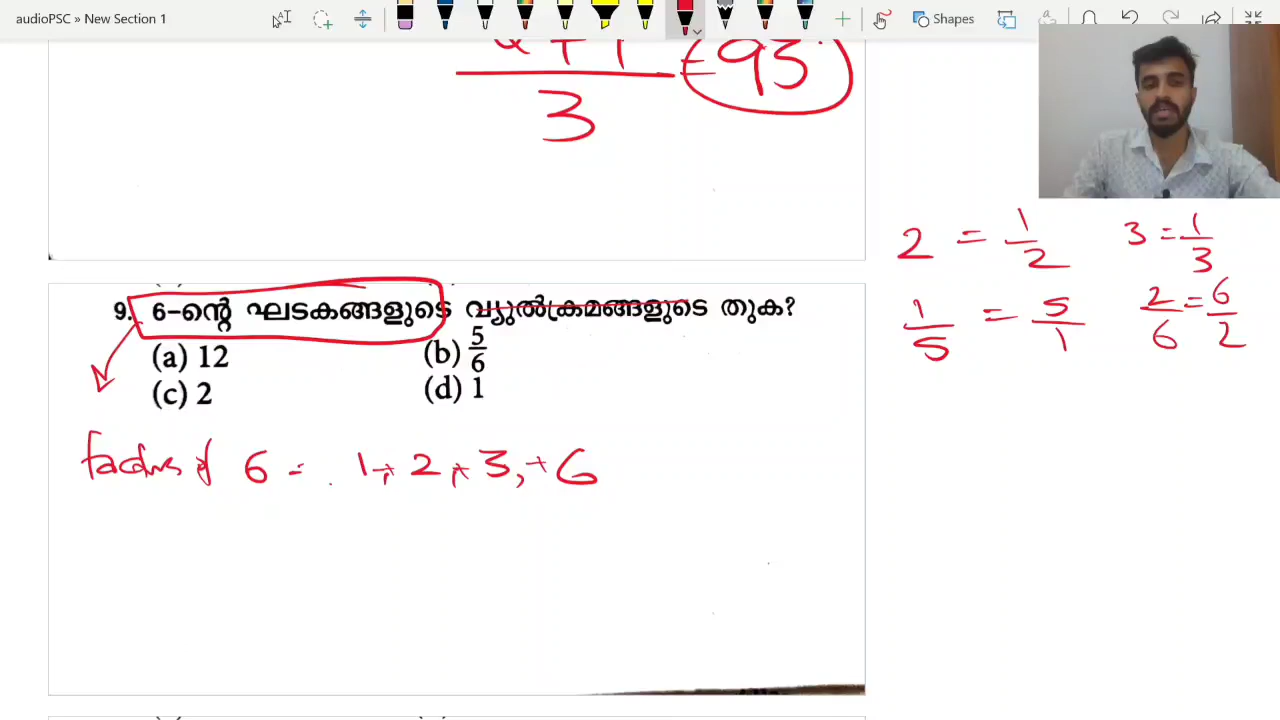 audioPSC » New Section 1
Shapes
3 = 93
2 = 1/2 3 = 1/3
1/5 = 5/1 2/6 = 6/2
9. 6-ന്റെ ഘടകങ്ങളുടെ വ്യുൽക്രമങ്ങളുടെ തുക?
(a) 12 (b) 5/6
(c) 2 (d) 1
factors of 6 = 1, + 2, + 3, + 6